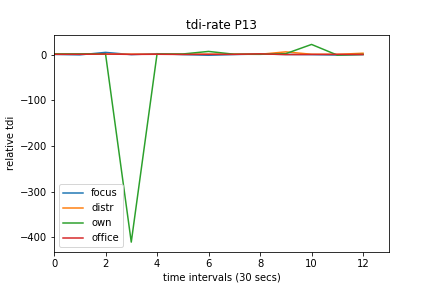 tdi-rate P13
relative tdi
0
−100
−200
−300
−400
focus
distr
own
office
0 2 4 6 8 10 12
time intervals (30 secs)